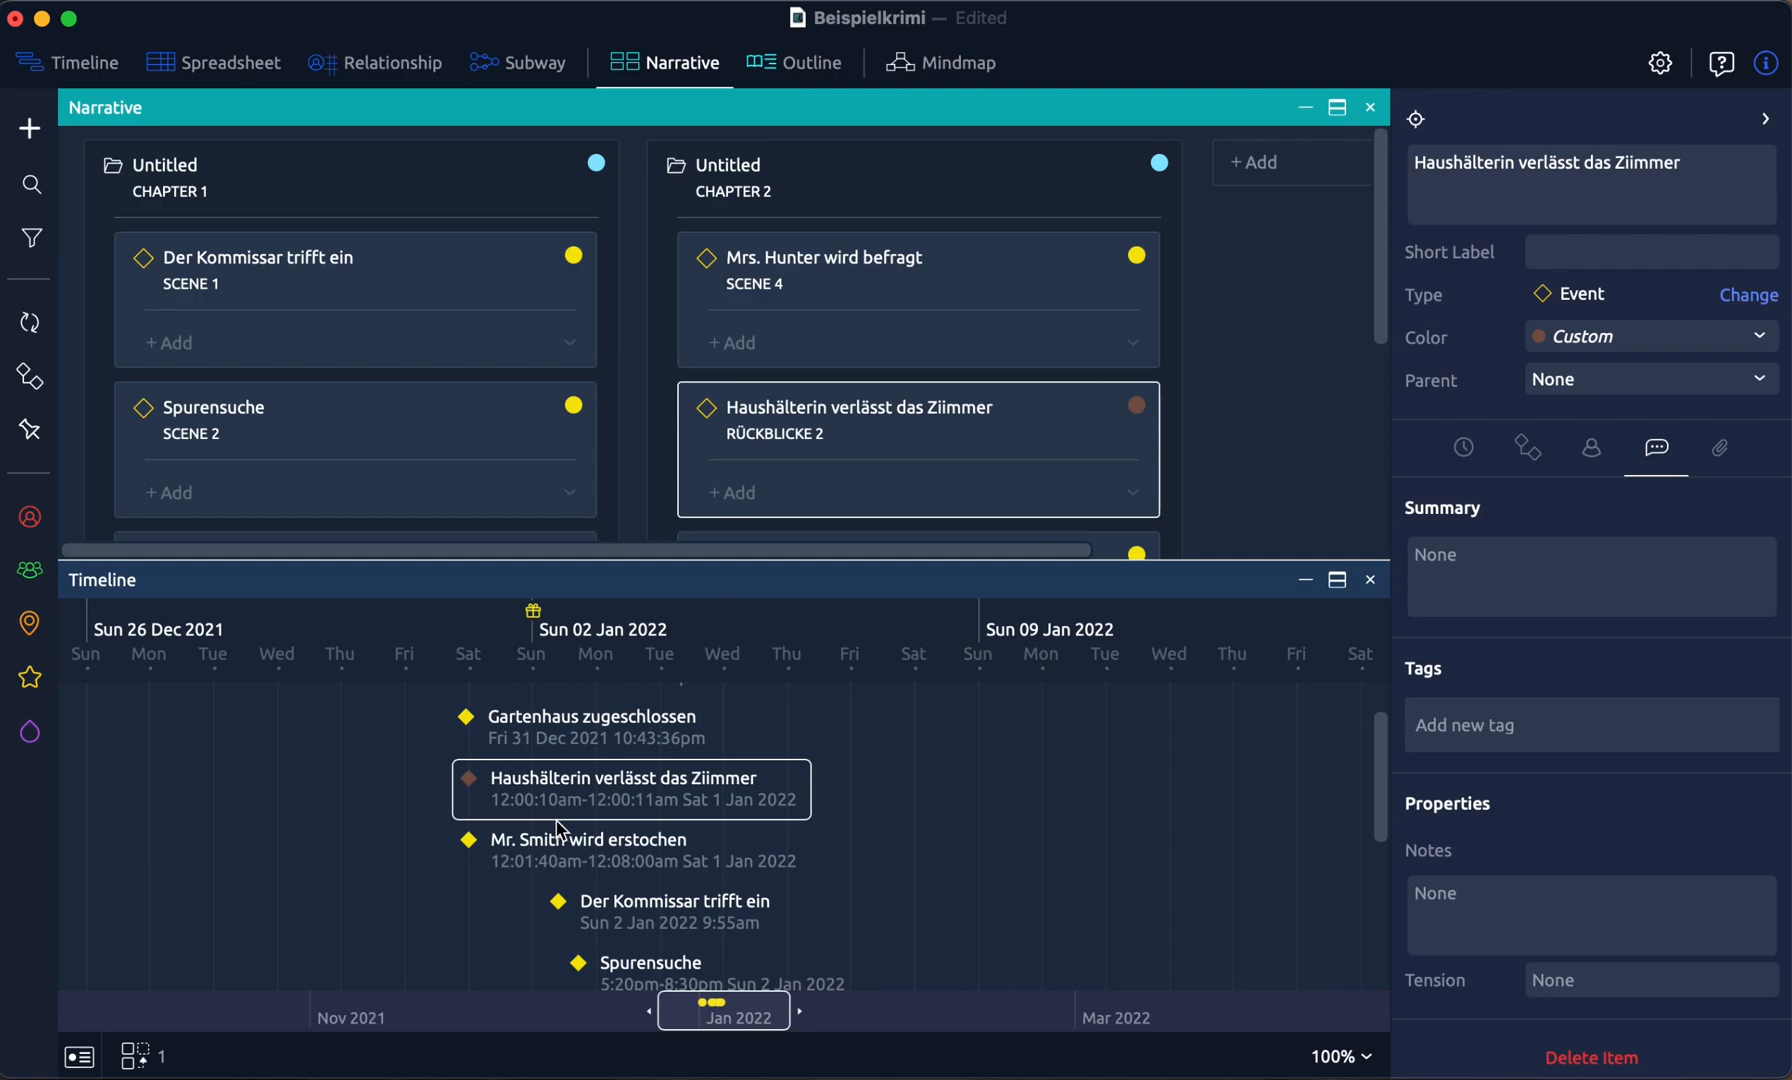 Beispielkrimi — Edited
Timeline
Spreadsheet
Relationship
Subway
Narrative
Outline
Mindmap
Narrative
Untitled
CHAPTER 1
Der Kommissar trifft ein
SCENE 1
+ Add
Spurensuche
SCENE 2
+ Add
Untitled
CHAPTER 2
Mrs. Hunter wird befragt
SCENE 4
+ Add
Haushälterin verlässt das Ziimmer
RÜCKBLICKE 2
+ Add
+ Add
Timeline
Sun 26 Dec 2021
Sun 02 Jan 2022
Sun 09 Jan 2022
Sun Mon Tue Wed Thu Fri Sat Sun Mon Tue Wed Thu Fri Sat Sun Mon Tue Wed Thu Fri Sat
Gartenhaus zugeschlossen
Fri 31 Dec 2021 10:43:36pm
Haushälterin verlässt das Ziimmer
12:00:10am-12:00:11am Sat 1 Jan 2022
Mr. Smith wird erstochen
12:01:40am-12:08:00am Sat 1 Jan 2022
Der Kommissar trifft ein
Sun 2 Jan 2022 9:55am
Spurensuche
5:20pm-8:30pm Sun 2 Jan 2022
Nov 2021
Jan 2022
Mar 2022
1
100%
Haushälterin verlässt das Ziimmer
Short Label
Type
Event
Change
Color
Custom
Parent
None
Summary
None
Tags
Add new tag
Properties
Notes
None
Tension
None
Delete Item